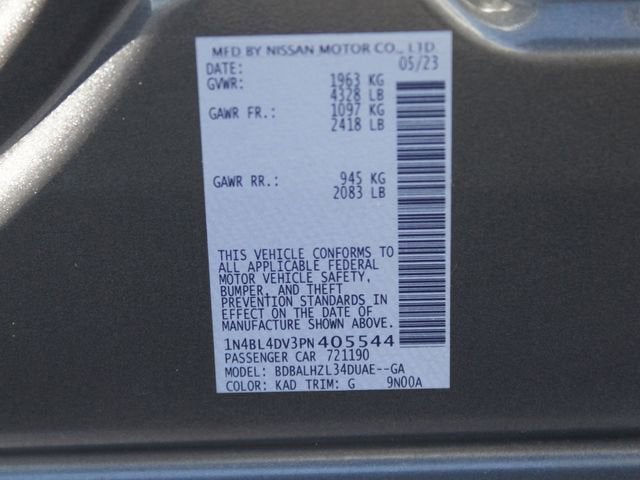 MFD BY NISSAN MOTOR CO., LTD.
DATE: 05/23
GVWR: 1963 KG
4328 LB
GAWR FR.: 1097 KG
2418 LB
GAWR RR.: 945 KG
2083 LB
THIS VEHICLE CONFORMS TO
ALL APPLICABLE FEDERAL
MOTOR VEHICLE SAFETY,
BUMPER, AND THEFT
PREVENTION STANDARDS IN
EFFECT ON THE DATE OF
MANUFACTURE SHOWN ABOVE.
1N4BL4DV3PN405544
PASSENGER CAR 721190
MODEL: BDBALHZL34DUAE--GA
COLOR: KAD TRIM: G 9N00A